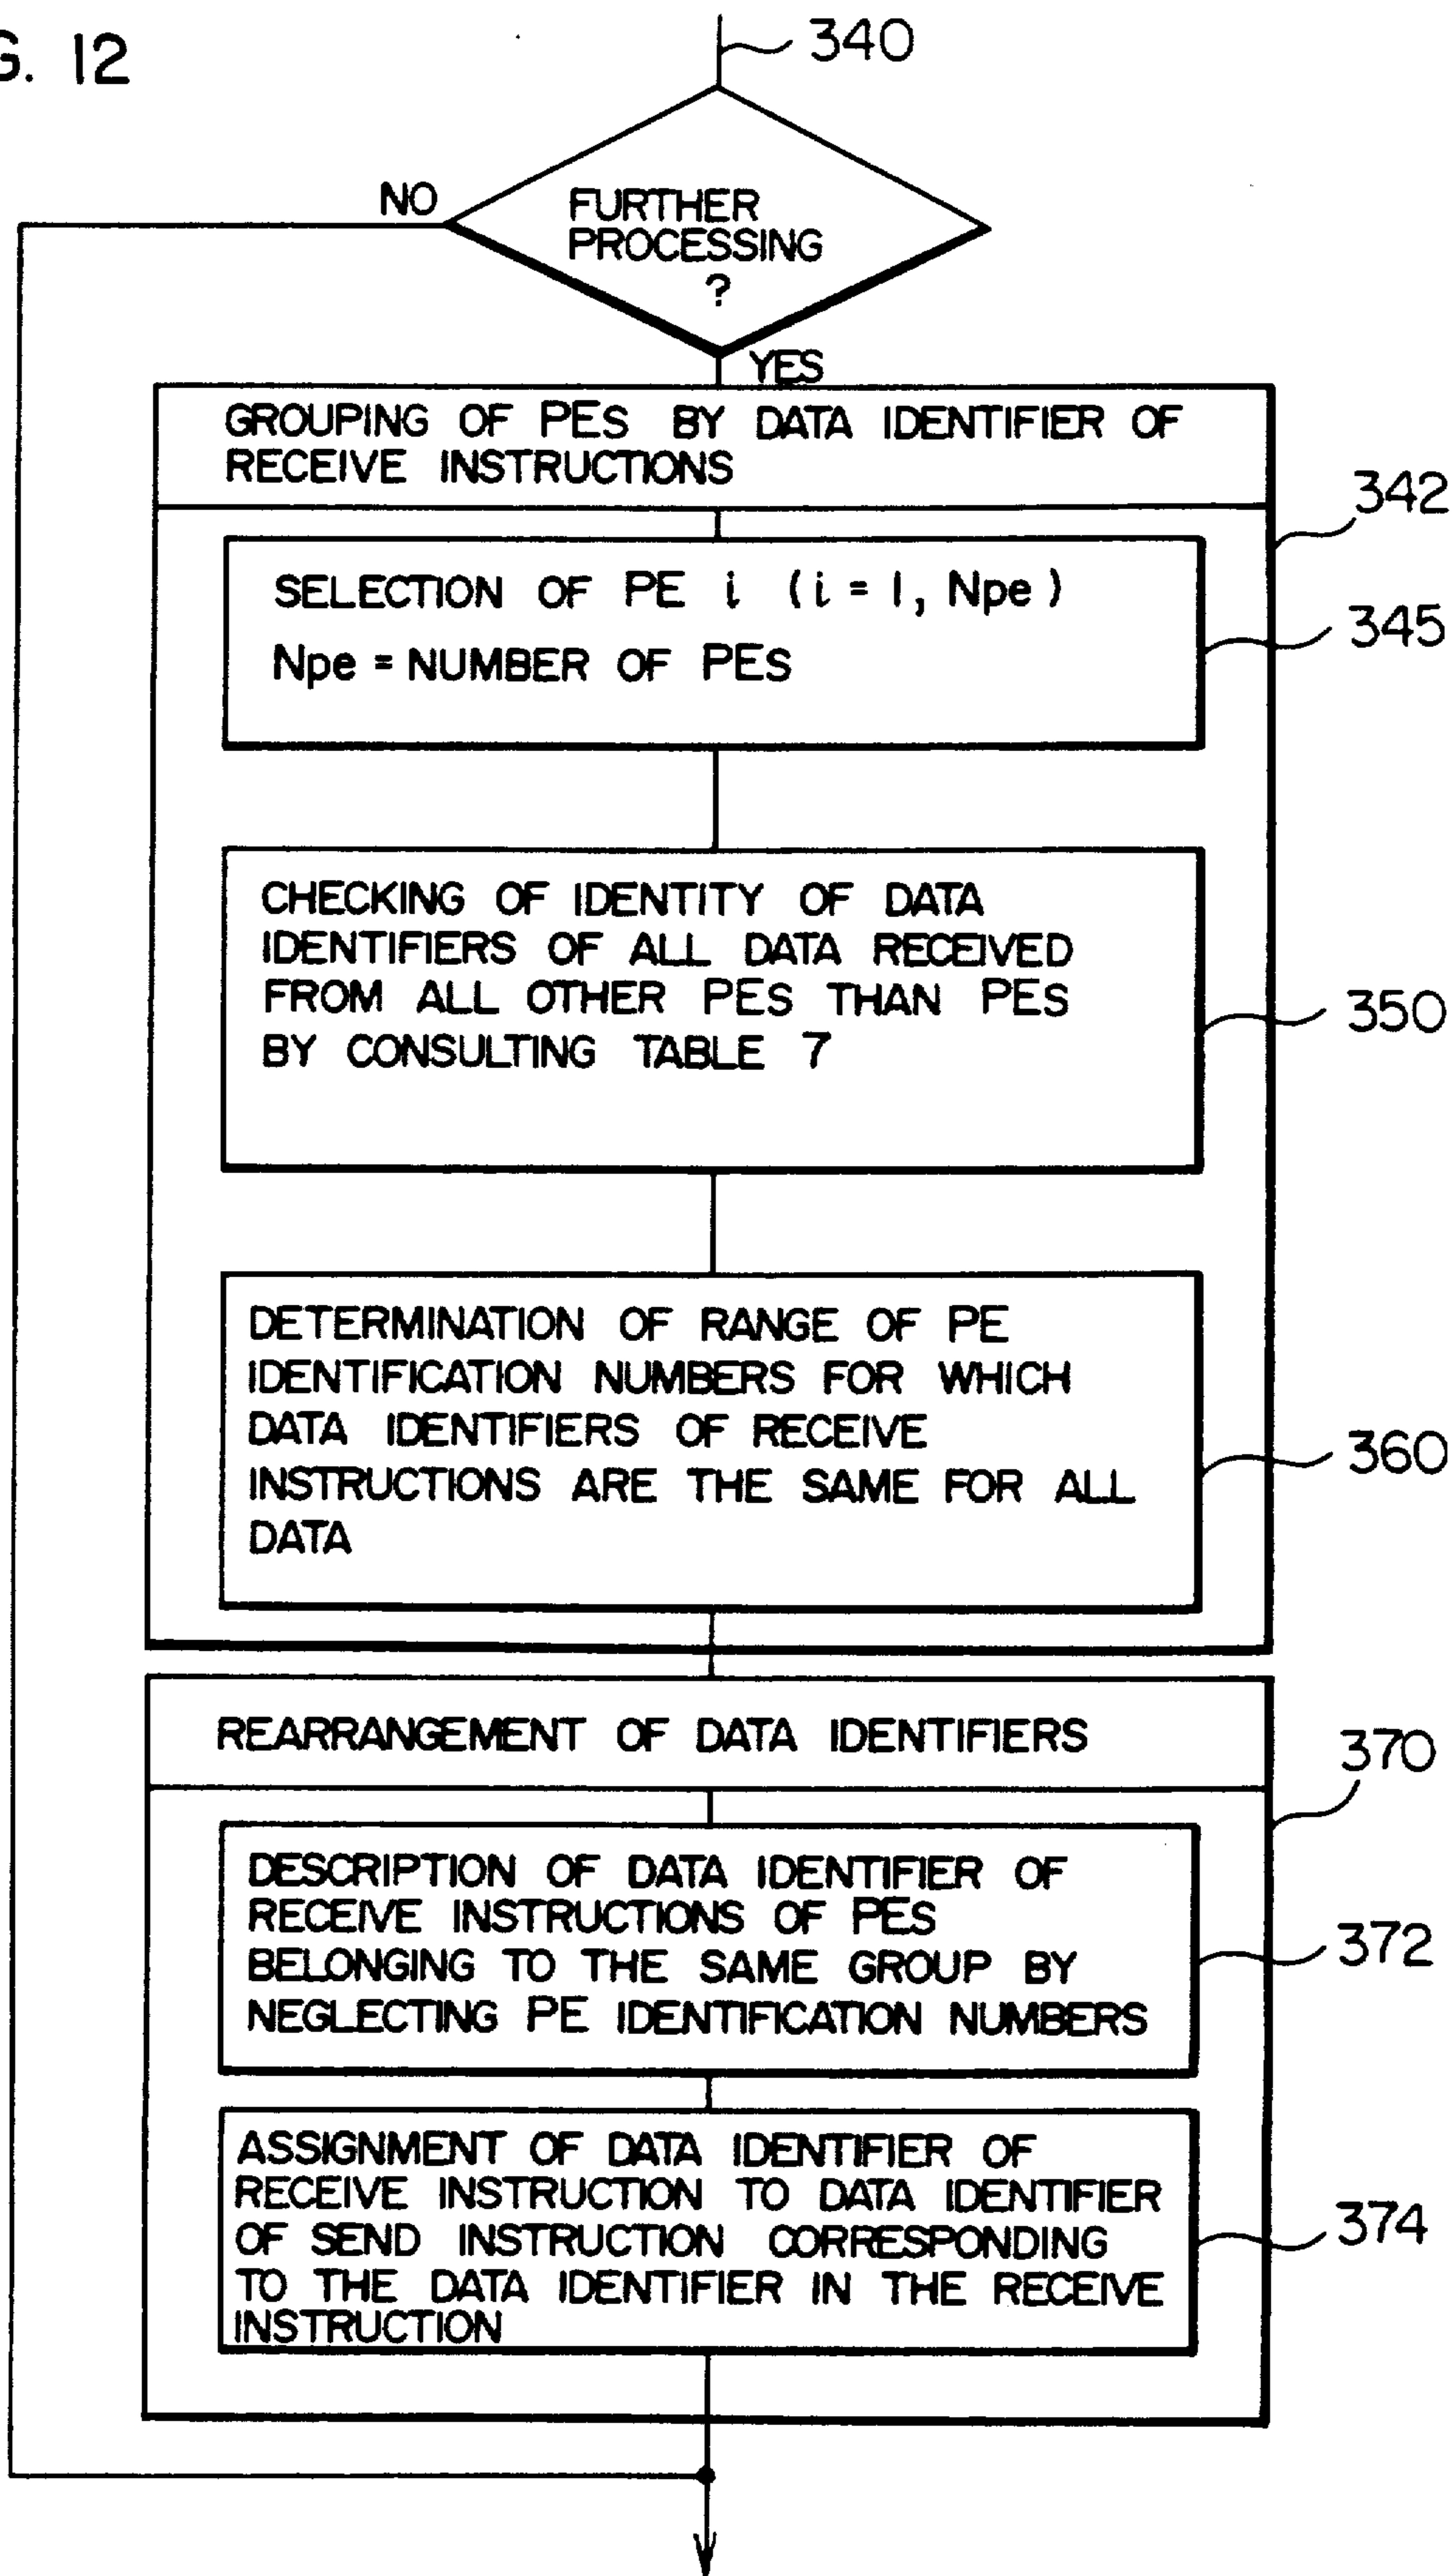 G. 12
340
NO
FURTHER
PROCESSING
?
YES
GROUPING OF PES BY DATA IDENTIFIER OF
RECEIVE INSTRUCTIONS
342
SELECTION OF PE i (i = 1, Npe)
Npe = NUMBER OF PES
345
CHECKING OF IDENTITY OF DATA
IDENTIFIERS OF ALL DATA RECEIVED
FROM ALL OTHER PES THAN PES
BY CONSULTING TABLE 7
350
DETERMINATION OF RANGE OF PE
IDENTIFICATION NUMBERS FOR WHICH
DATA IDENTIFIERS OF RECEIVE
INSTRUCTIONS ARE THE SAME FOR ALL
DATA
360
REARRANGEMENT OF DATA IDENTIFIERS
370
DESCRIPTION OF DATA IDENTIFIER OF
RECEIVE INSTRUCTIONS OF PES
BELONGING TO THE SAME GROUP BY
NEGLECTING PE IDENTIFICATION NUMBERS
372
ASSIGNMENT OF DATA IDENTIFIER OF
RECEIVE INSTRUCTION TO DATA IDENTIFIER
OF SEND INSTRUCTION CORRESPONDING
TO THE DATA IDENTIFIER IN THE RECEIVE
INSTRUCTION
374